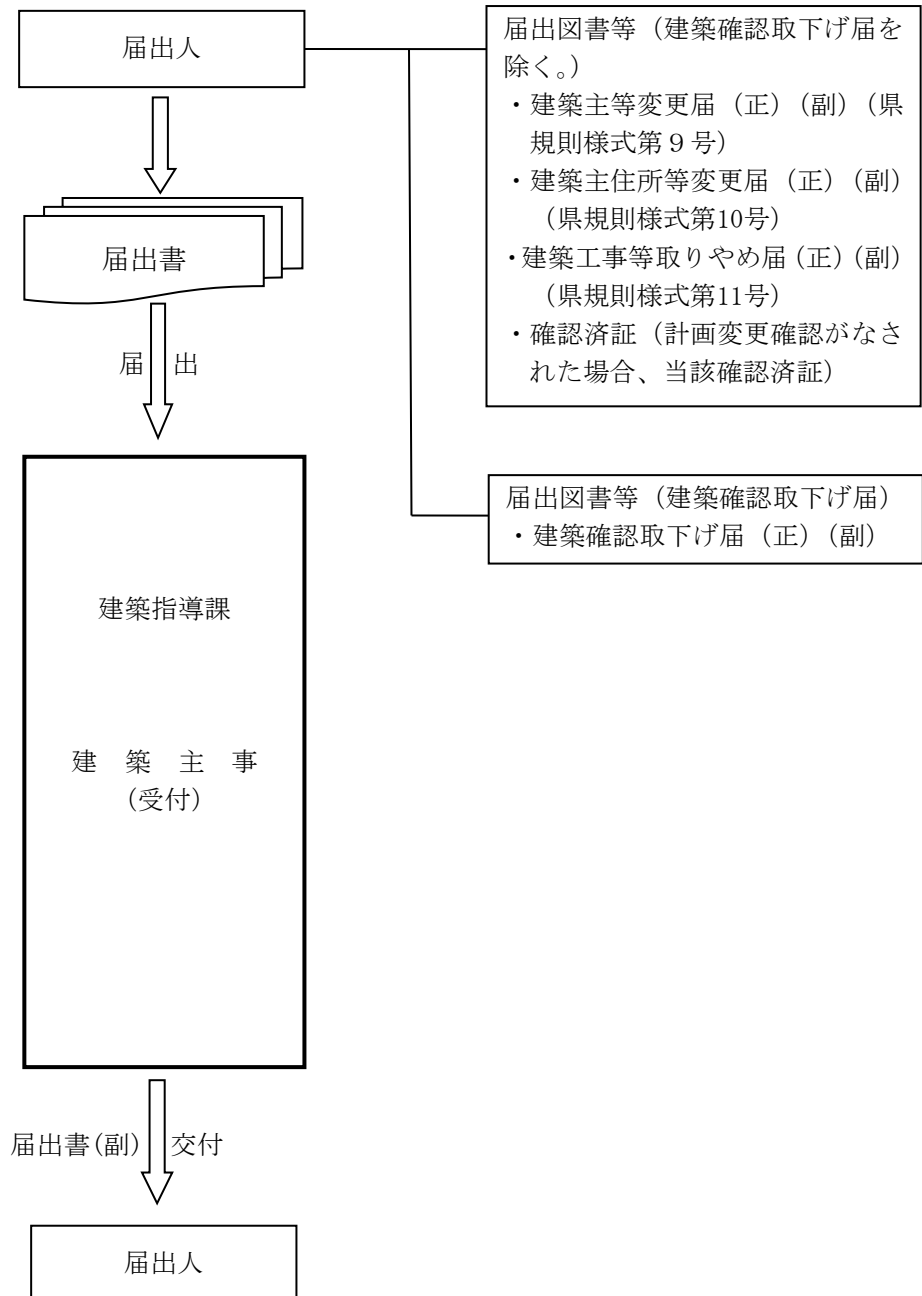 届出人
届出図書等（建築確認取下げ届を
除く。）
・建築主等変更届（正）（副）（県
規則様式第９号）
・建築主住所等変更届（正）（副）
（県規則様式第10号）
・建築工事等取りやめ届（正）（副）
（県規則様式第11号）
・確認済証（計画変更確認がなさ
れた場合、当該確認済証）
届出書
届 出
届出図書等（建築確認取下げ届）
・建築確認取下げ届（正）（副）
建築指導課
建 築 主 事
（受付）
届出書（副） 交付
届出人